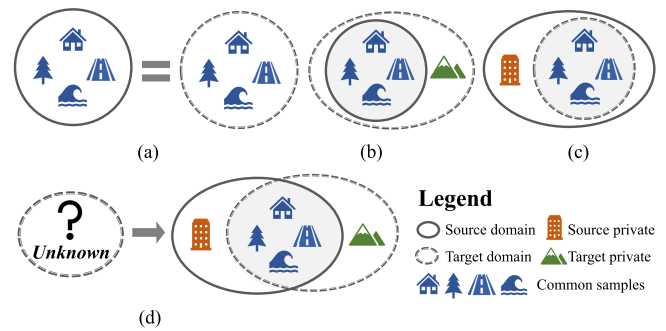 (a)
(b)
(c)
?
Unknown
(d)
Legend
Source domain
Source private
Target domain
Target private
Common samples